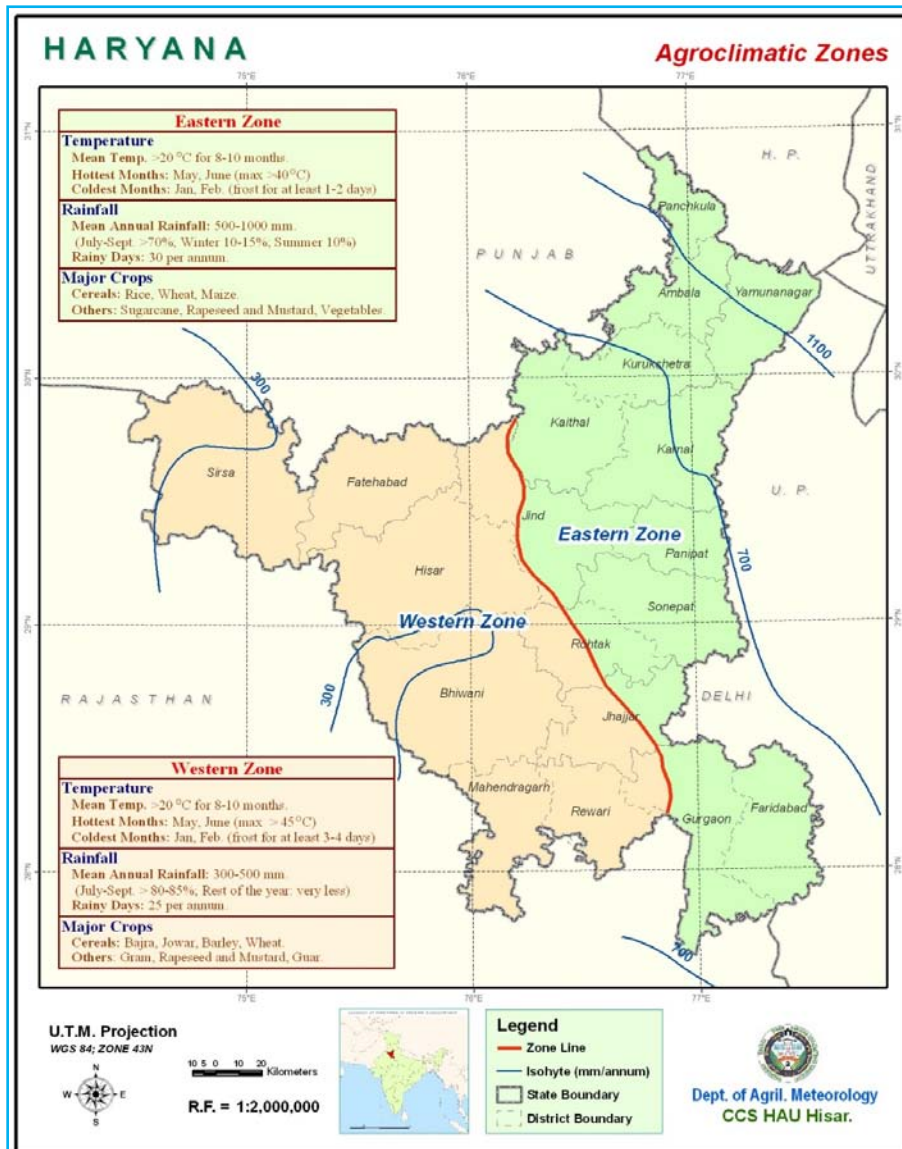 HARYANA
Agroclimatic Zones
75°E
76°E
77°E
31°N
31°N
Eastern Zone
Temperature
Mean Temp. >20 °C for 8-10 months.
Hottest Months: May, June (max >40°C)
Coldest Months: Jan, Feb. (frost for at least 1-2 days)
Rainfall
Mean Annual Rainfall: 500-1000 mm.
(July-Sept. >70%, Winter 10-15%, Summer 10%)
Rainy Days: 30 per annum.
Major Crops
Cereals: Rice, Wheat, Maize.
Others: Sugarcane, Rapeseed and Mustard, Vegetables.
H. P.
UTTRAKHAND
PUNJAB
Panchkula
Ambala
Yamunanagar
1100
Kurukshetra
30°N
300
30°N
Kaithal
Karnal
Sirsa
Fatehabad
U. P.
Jind
Eastern Zone
Panipat
700
Hisar
Sonepat
29°N
Western Zone
29°N
Rohtak
RAJASTHAN
300
Bhiwani
DELHI
Jhajjar
Western Zone
Temperature
Mean Temp. >20 °C for 8-10 months.
Hottest Months: May, June (max > 45°C)
Coldest Months: Jan, Feb. (frost for at least 3-4 days)
Rainfall
Mean Annual Rainfall: 300-500 mm.
(July-Sept. > 80-85%; Rest of the year: very less)
Rainy Days: 25 per annum.
Major Crops
Cereals: Bajra, Jowar, Barley, Wheat.
Others: Gram, Rapeseed and Mustard, Guar.
Mahendragarh
Rewari
Gurgaon
Faridabad
28°N
28°N
700
75°E
76°E
77°E
U.T.M. Projection
WGS 84; ZONE 43N
N
W
E
S
10 5 0 10 20
Kilometers
R.F. = 1:2,000,000
Legend
Zone Line
Isohyte (mm/annum)
State Boundary
District Boundary
Dept. of Agril. Meteorology
CCS HAU Hisar.